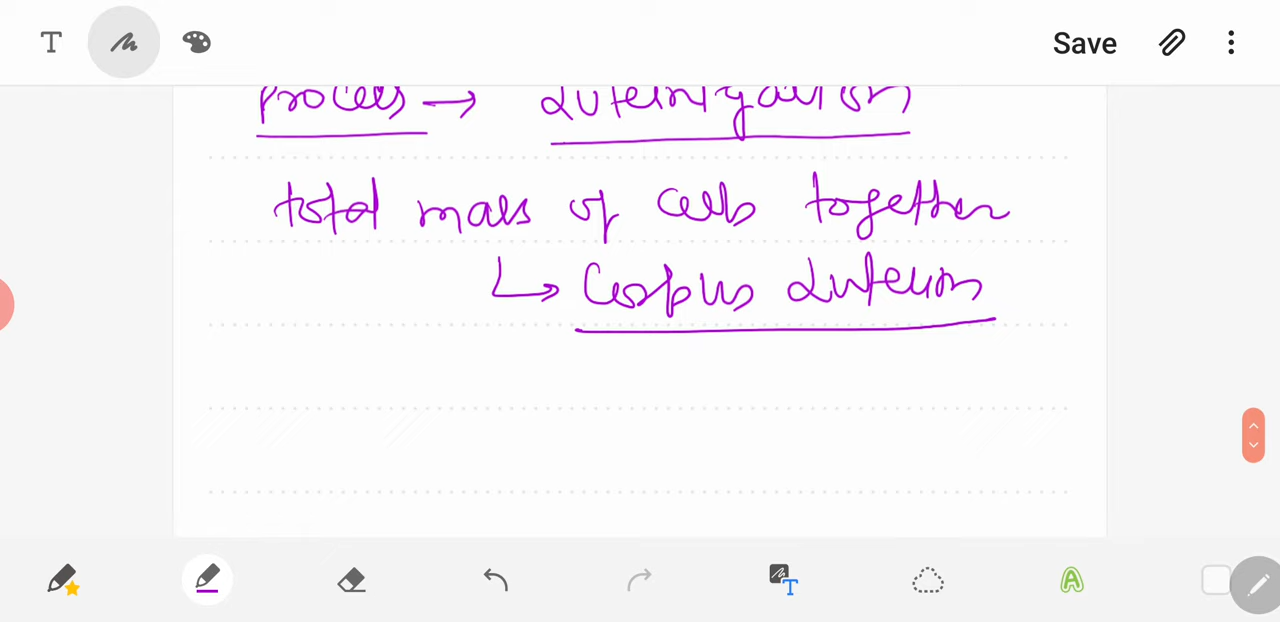 Save
Process → Luteinization
total mass of cells together
↳ Corpus Luteum